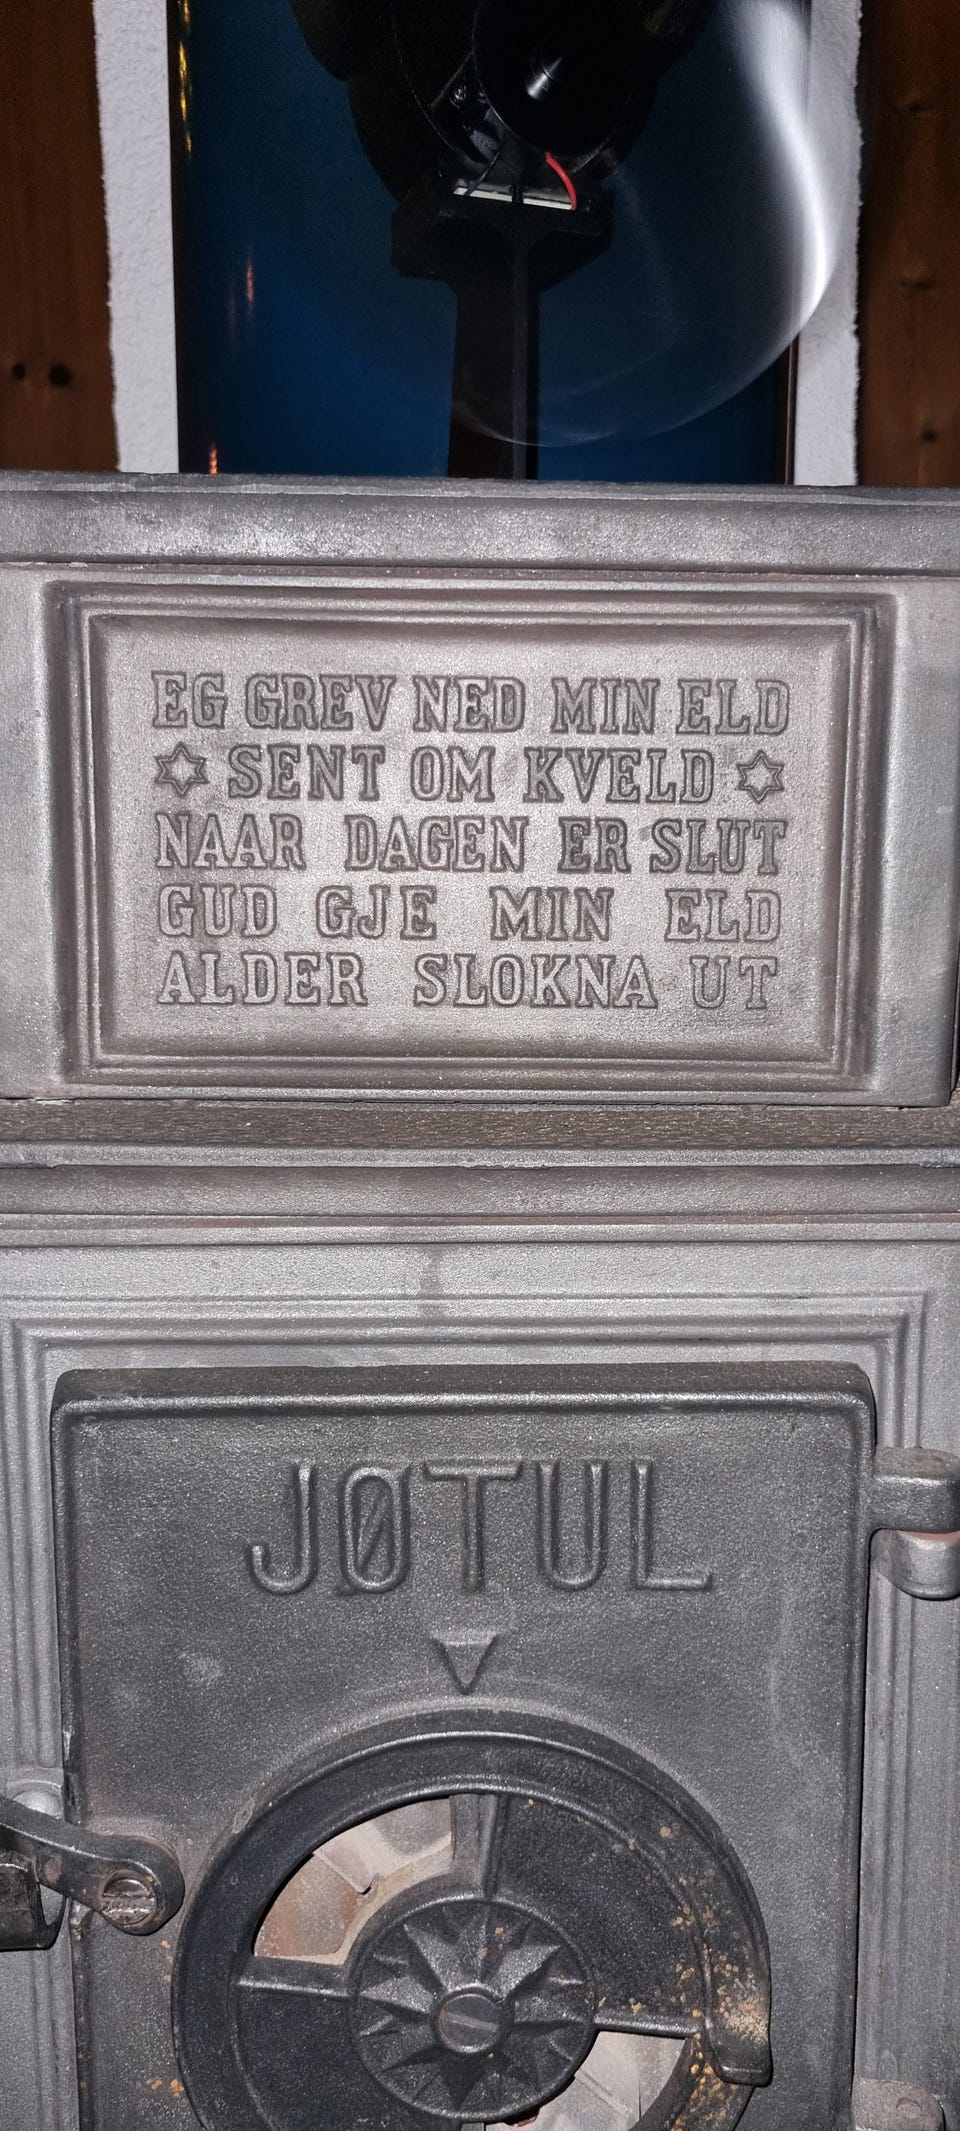 EG GREV NED MIN ELD
SENT OM KVELD
NAAR DAGEN ER SLUT
GUD GJE MIN ELD
ALDER SLOKNA UT
JØTUL